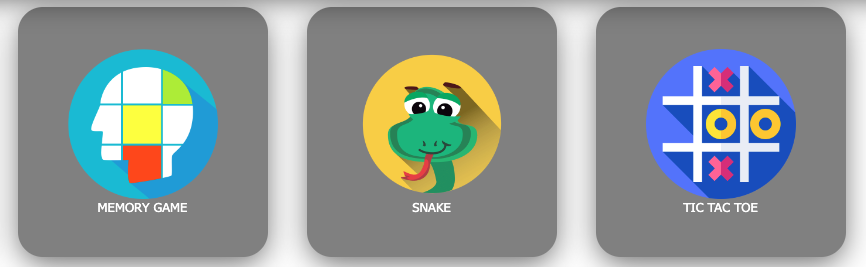 MEMORY GAME
SNAKE
TIC TAC TOE